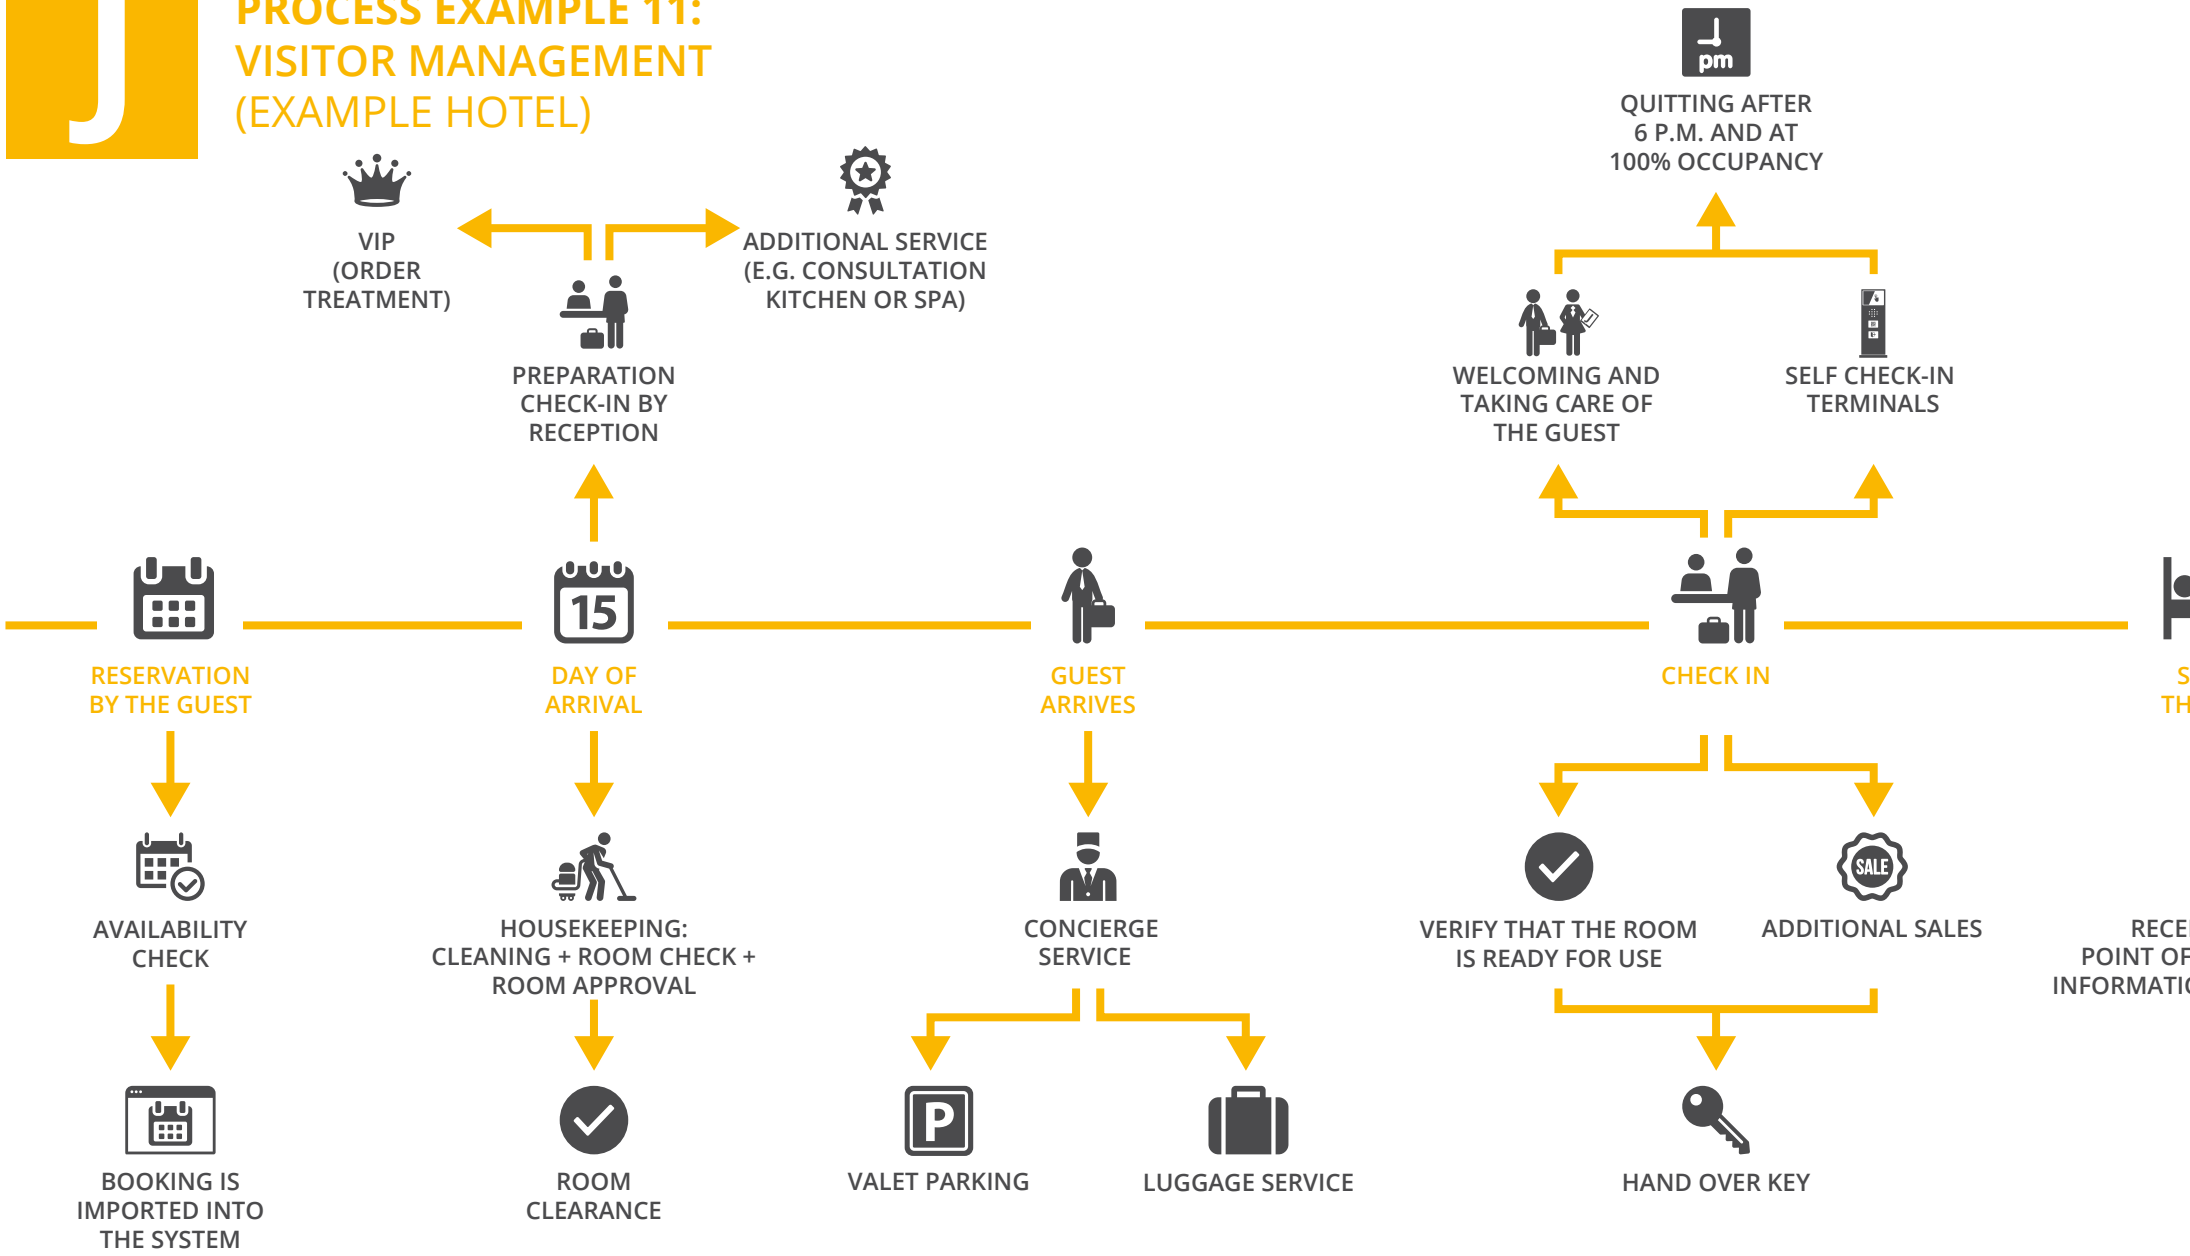 J
PROCESS EXAMPLE 11:
VISITOR MANAGEMENT
(EXAMPLE HOTEL)
pm
QUITTING AFTER
6 P.M. AND AT
100% OCCUPANCY
VIP
(ORDER
TREATMENT)
ADDITIONAL SERVICE
(E.G. CONSULTATION
KITCHEN OR SPA)
PREPARATION
CHECK-IN BY
RECEPTION
WELCOMING AND
TAKING CARE OF
THE GUEST
SELF CHECK-IN
TERMINALS
15
RESERVATION
BY THE GUEST
DAY OF
ARRIVAL
GUEST
ARRIVES
CHECK IN
AVAILABILITY
CHECK
HOUSEKEEPING:
CLEANING + ROOM CHECK +
ROOM APPROVAL
CONCIERGE
SERVICE
VERIFY THAT THE ROOM
IS READY FOR USE
SALE
ADDITIONAL SALES
POINT OF
BOOKING IS
IMPORTED INTO
THE SYSTEM
ROOM
CLEARANCE
P
VALET PARKING
LUGGAGE SERVICE
HAND OVER KEY